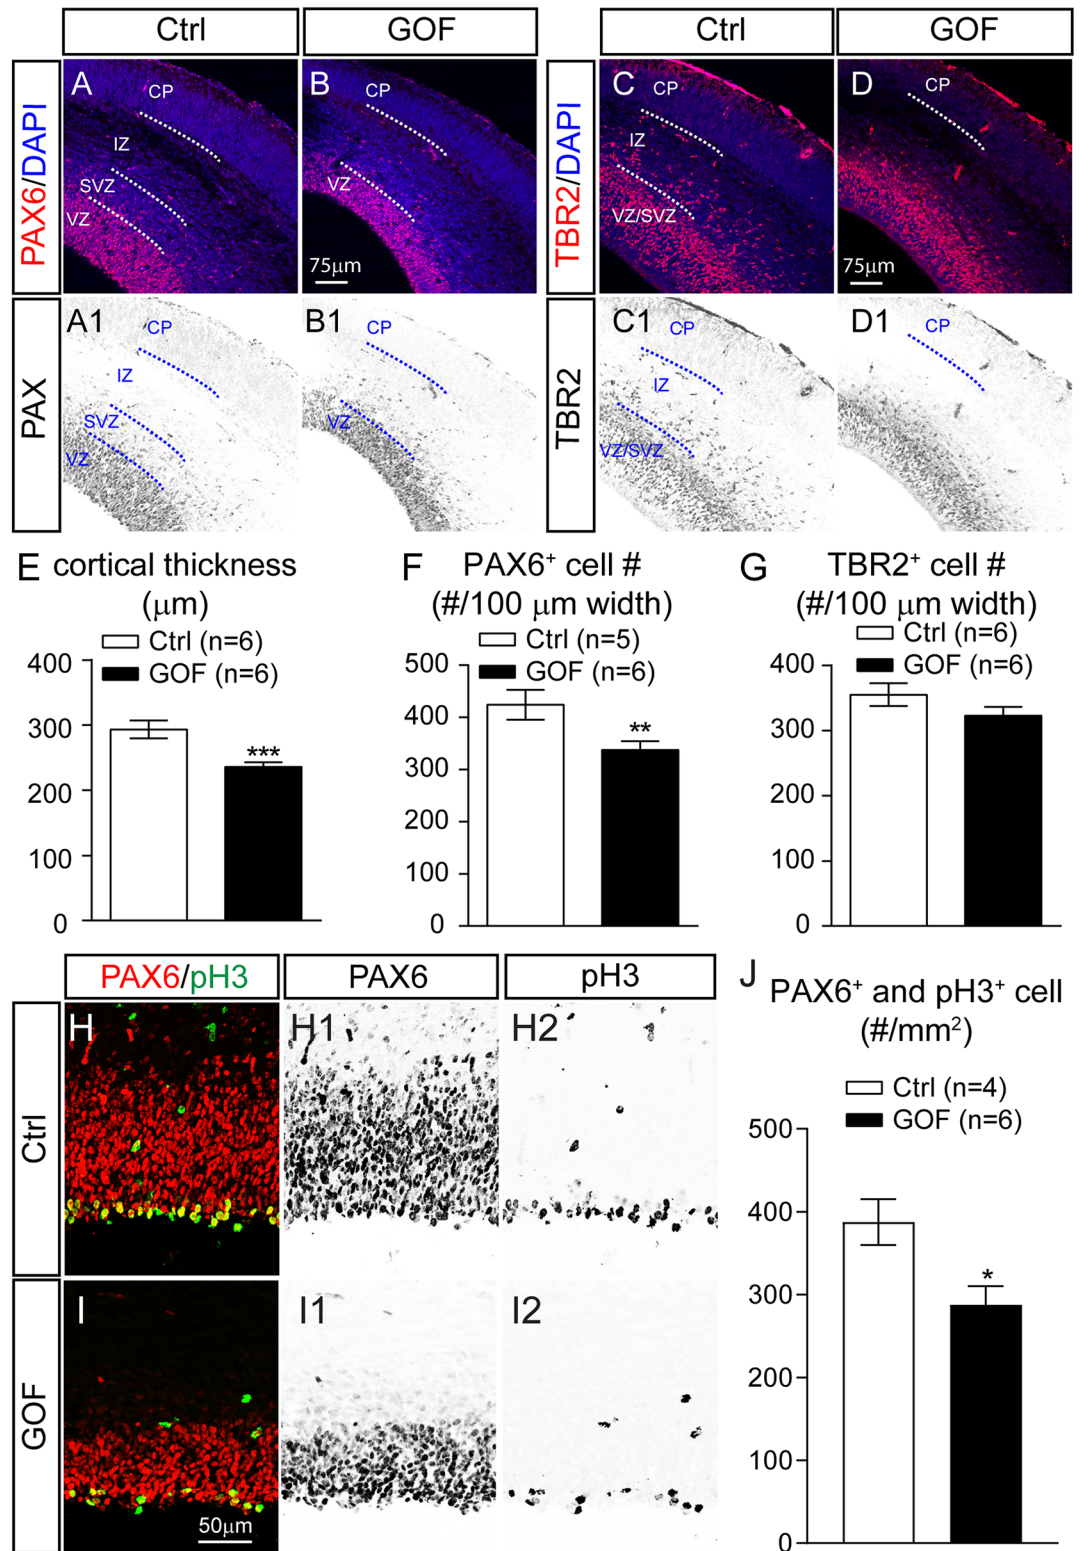 Ctrl GOF Ctrl GOF
PAX6/DAPI
A CP IZ SVZ VZ
B VZ 75μm
TBR2/DAPI
C CP IZ VZ/SVZ
D 75μm
PAX
A1 CP IZ SVZ VZ
B1 CP VZ
TBR2
C1 CP IZ VZ/SVZ
D1 CP
E cortical thickness
(μm)
Ctrl (n=6)
GOF (n=6)
400
300
200
100
0
***
F PAX6⁺ cell #
(#/100 μm width)
Ctrl (n=5)
GOF (n=6)
500
400
300
200
100
0
**
G TBR2⁺ cell #
(#/100 μm width)
Ctrl (n=6)
GOF (n=6)
400
300
200
100
0
PAX6/pH3 PAX6 pH3
Ctrl
H H1 H2
GOF
I I1 I2
50μm
J PAX6⁺ and pH3⁺ cell
(#/mm²)
Ctrl (n=4)
GOF (n=6)
500
400
300
200
100
0
*